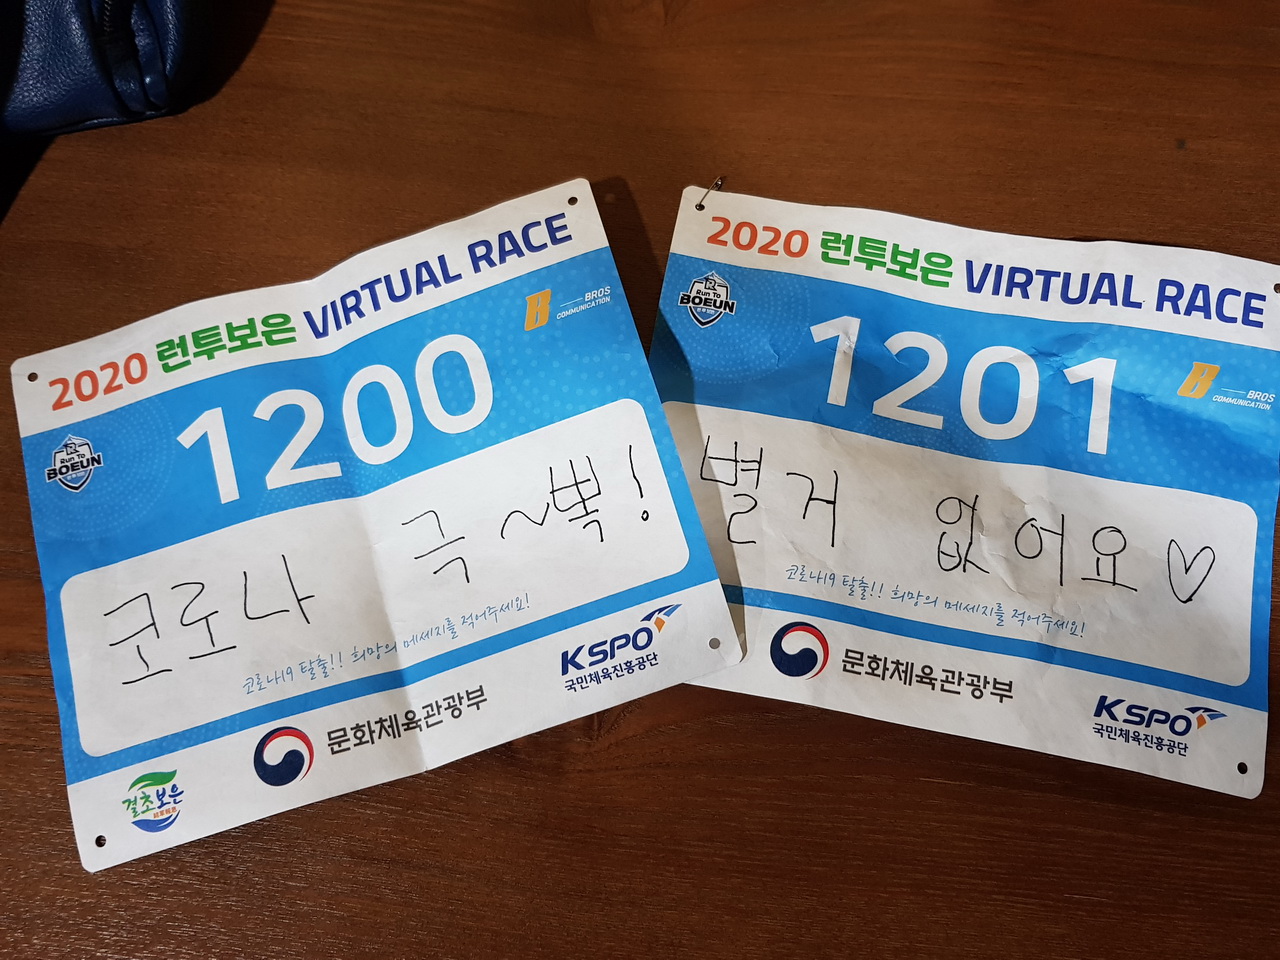 2020 런투보은 VIRTUAL RACE
Run To
BOEUN
1200
B BROS
COMMUNICATION
코로나 극~뽁!
코로나19 탈출!! 희망의 메세지를 적어주세요!
결초보은
문화체육관광부
KSPO
국민체육진흥공단
2020 런투보은 VIRTUAL RACE
Run To
BOEUN
런투보은
1201
B BROS
COMMUNICATION
별거 없어요♡
코로나19 탈출!! 희망의 메세지를 적어주세요!
문화체육관광부
KSPO
국민체육진흥공단